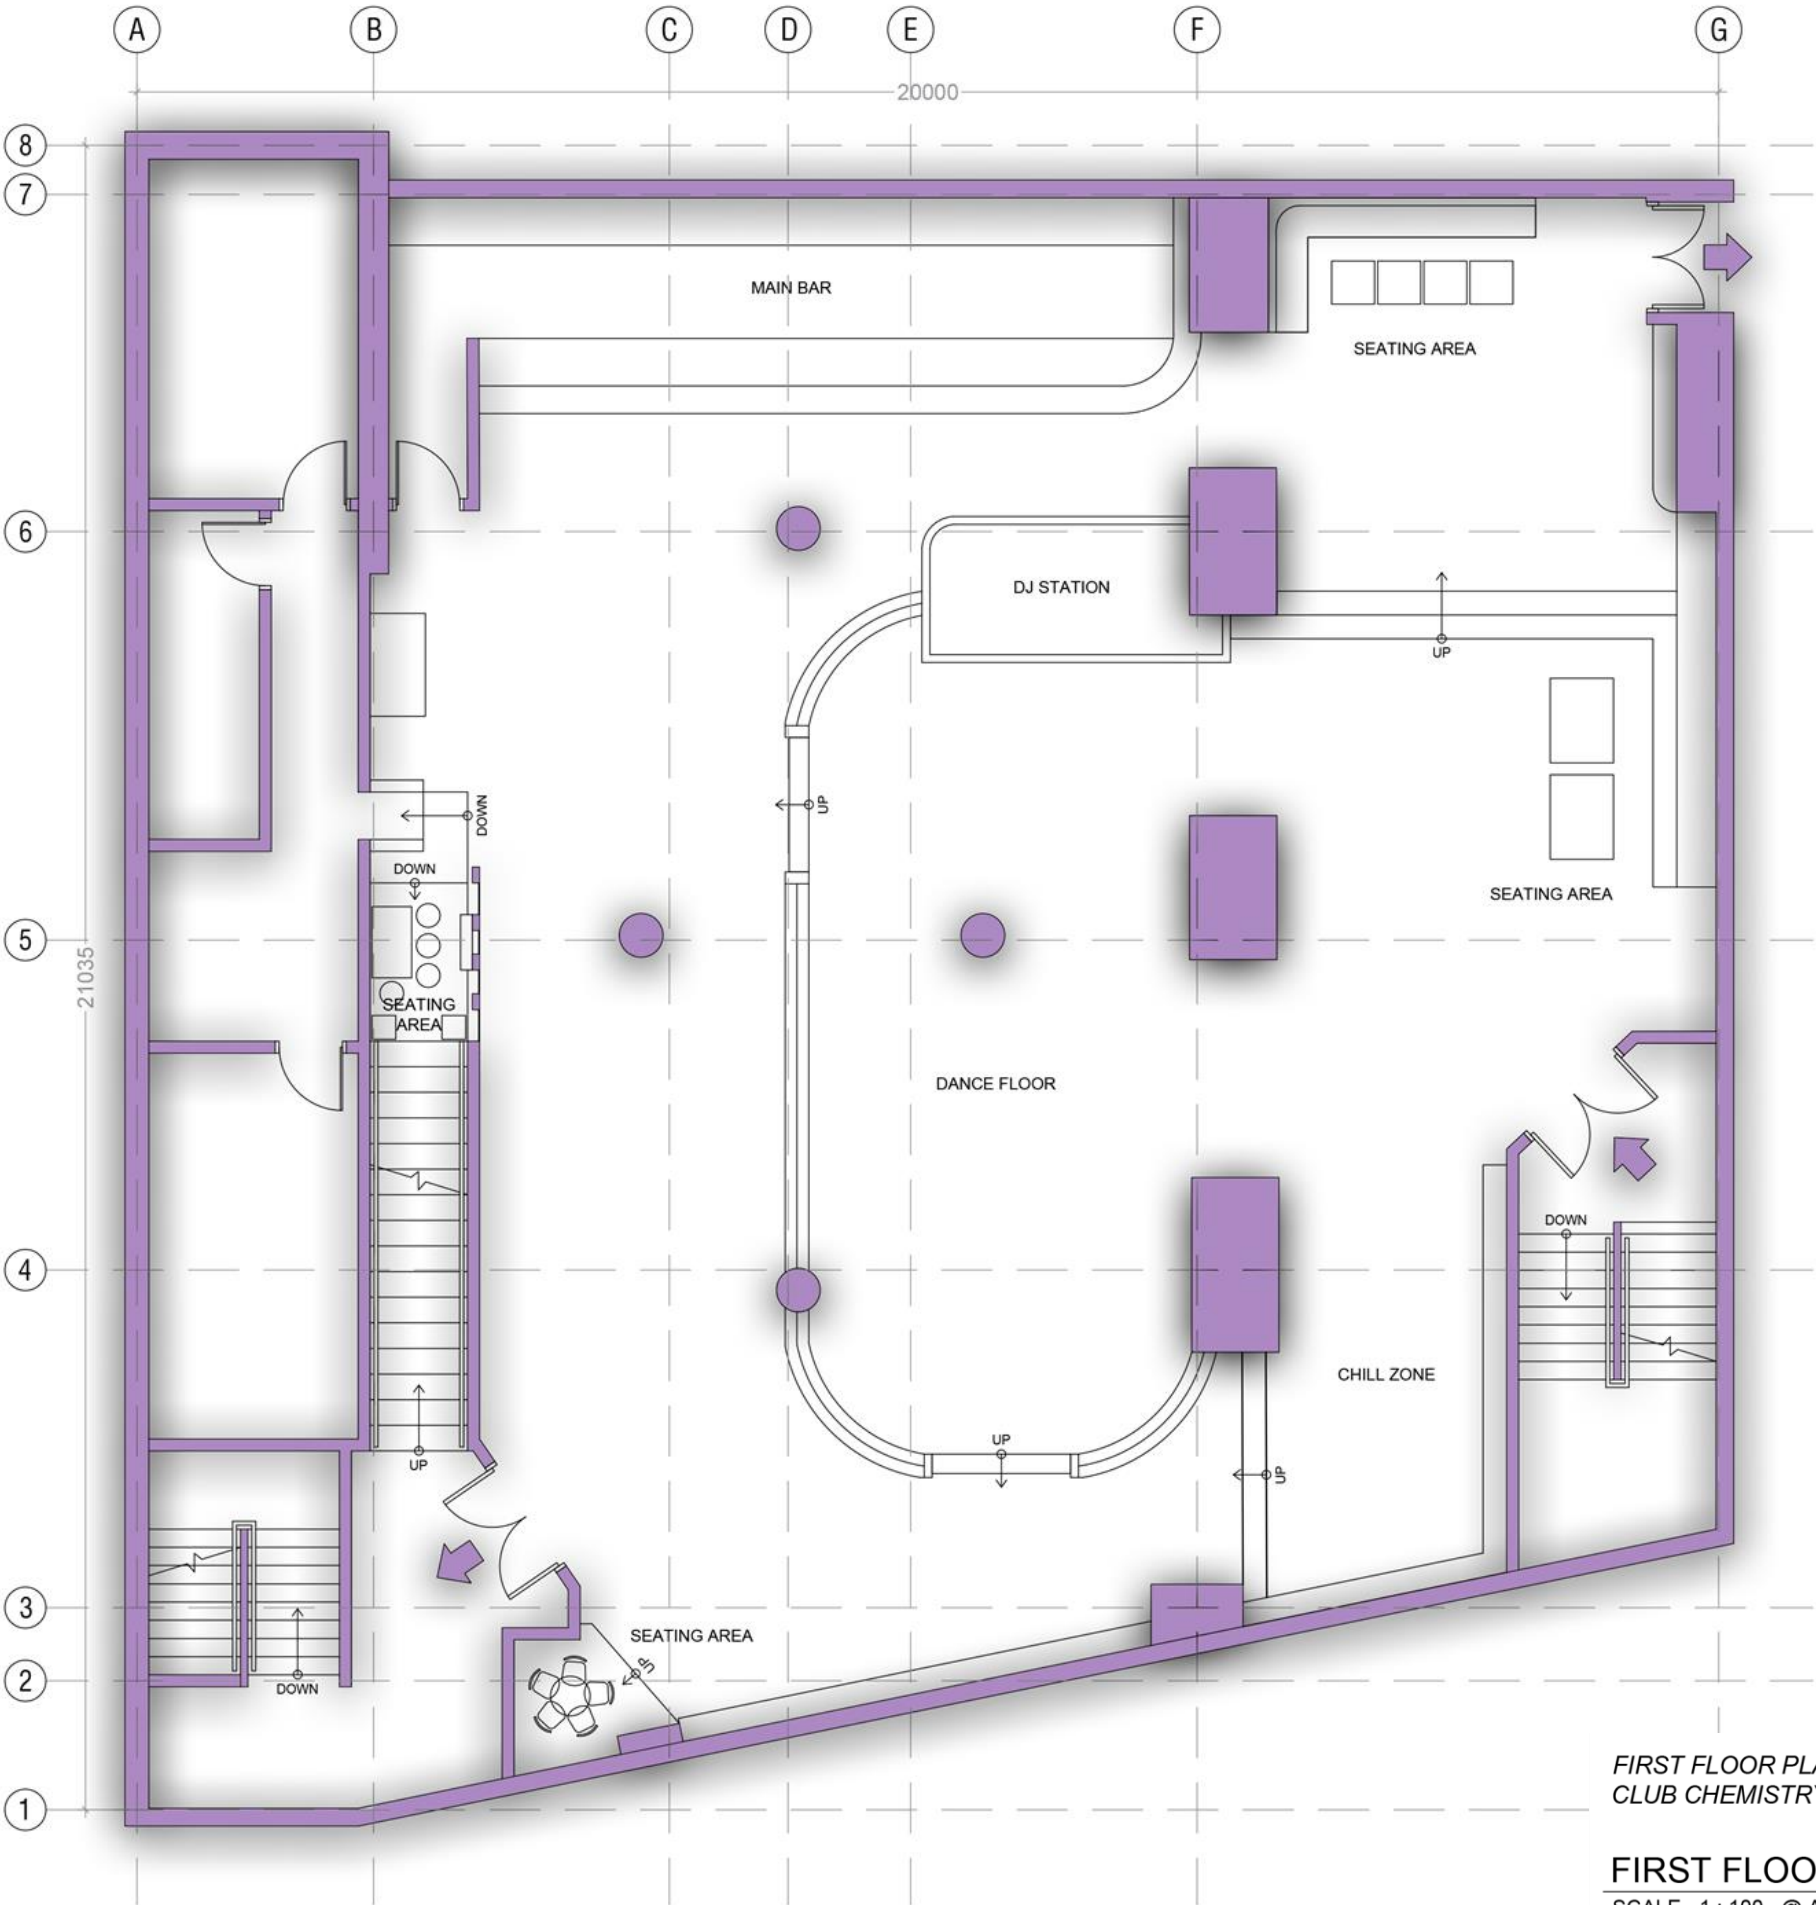 A B C D E F G
20000
8
7
MAIN BAR
SEATING AREA
6
DJ STATION
UP
UP
DOWN
DOWN
SEATING AREA
5
21035
SEATING
AREA
DANCE FLOOR
DOWN
4
CHILL ZONE
UP
UP
UP
3
SEATING AREA
UP
2
DOWN
FIRST FLOOR PLA
CLUB CHEMISTRY
1
FIRST FLOO